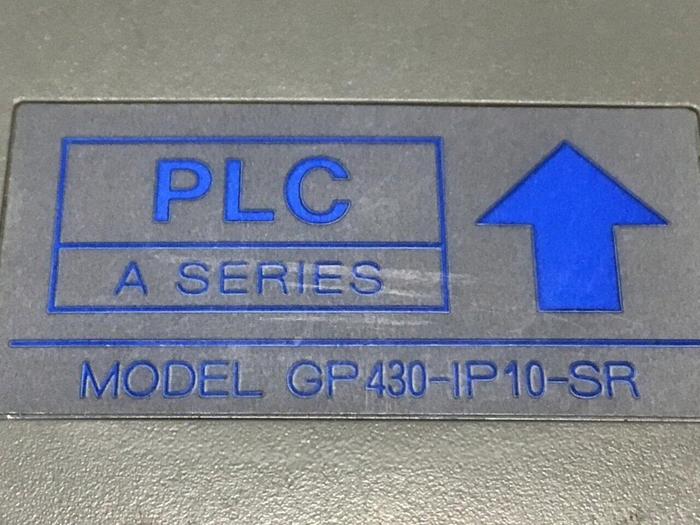 PLC
A SERIES
MODEL GP430-IP10-SR